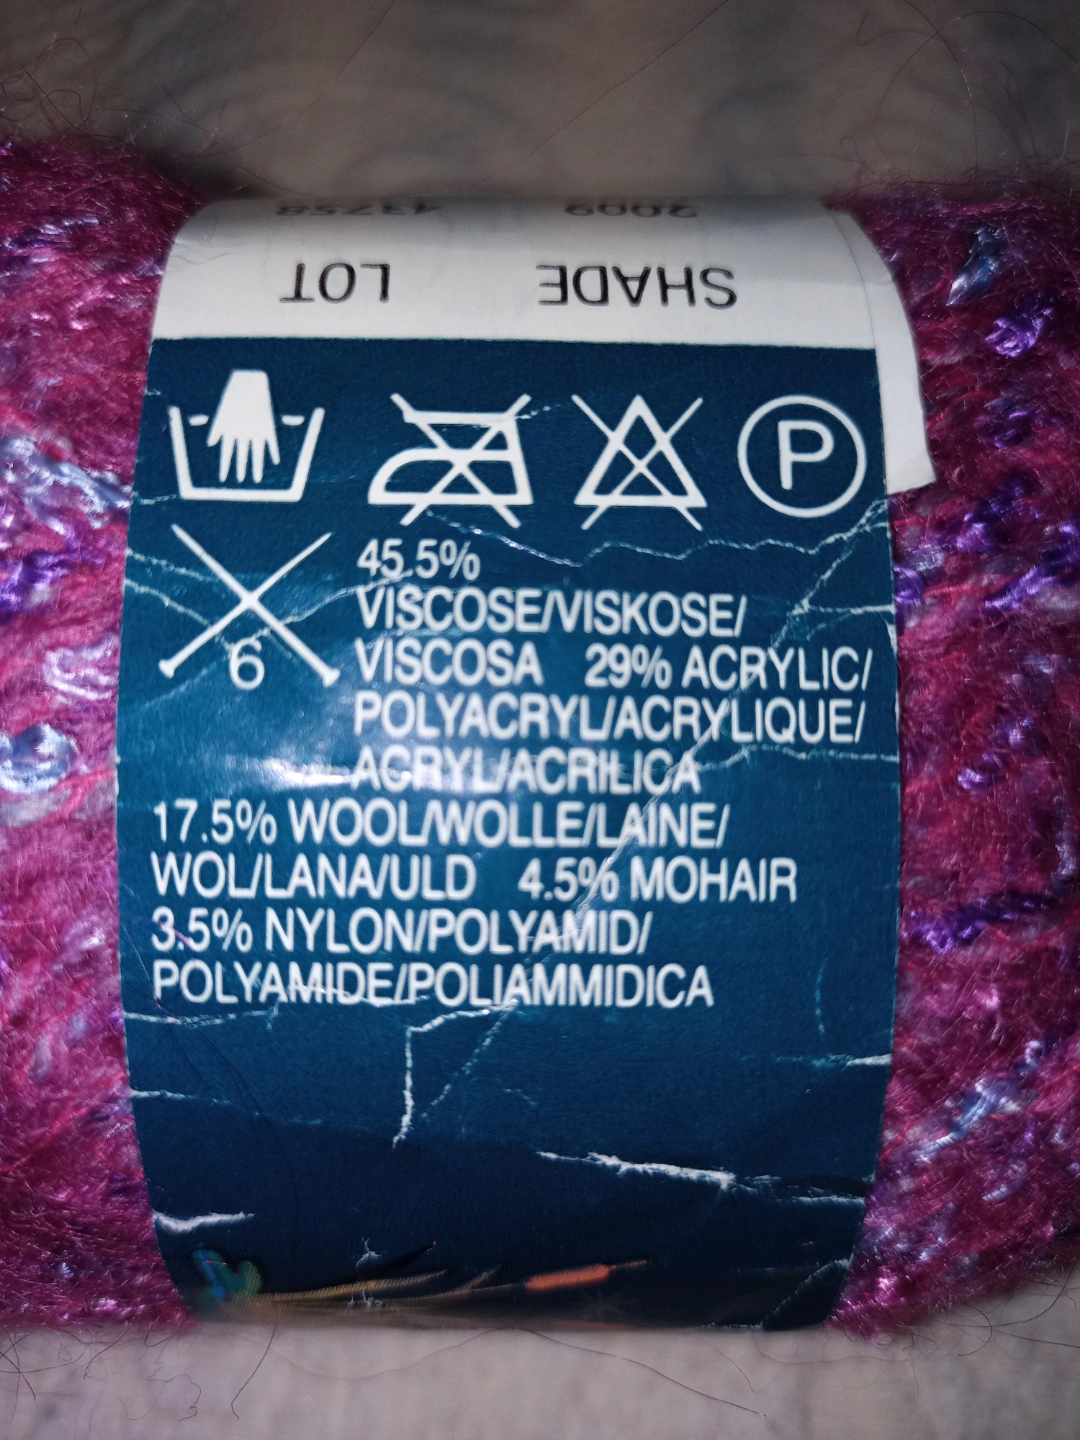 SHADE LOT
2009 43759
P
6
45.5%
VISCOSE/VISKOSE/
VISCOSA 29% ACRYLIC/
POLYACRYL/ACRYLIQUE/
ACRYL/ACRILICA
17.5% WOOL/WOLLE/LAINE/
WOL/LANA/ULD 4.5% MOHAIR
3.5% NYLON/POLYAMID/
POLYAMIDE/POLIAMMIDICA